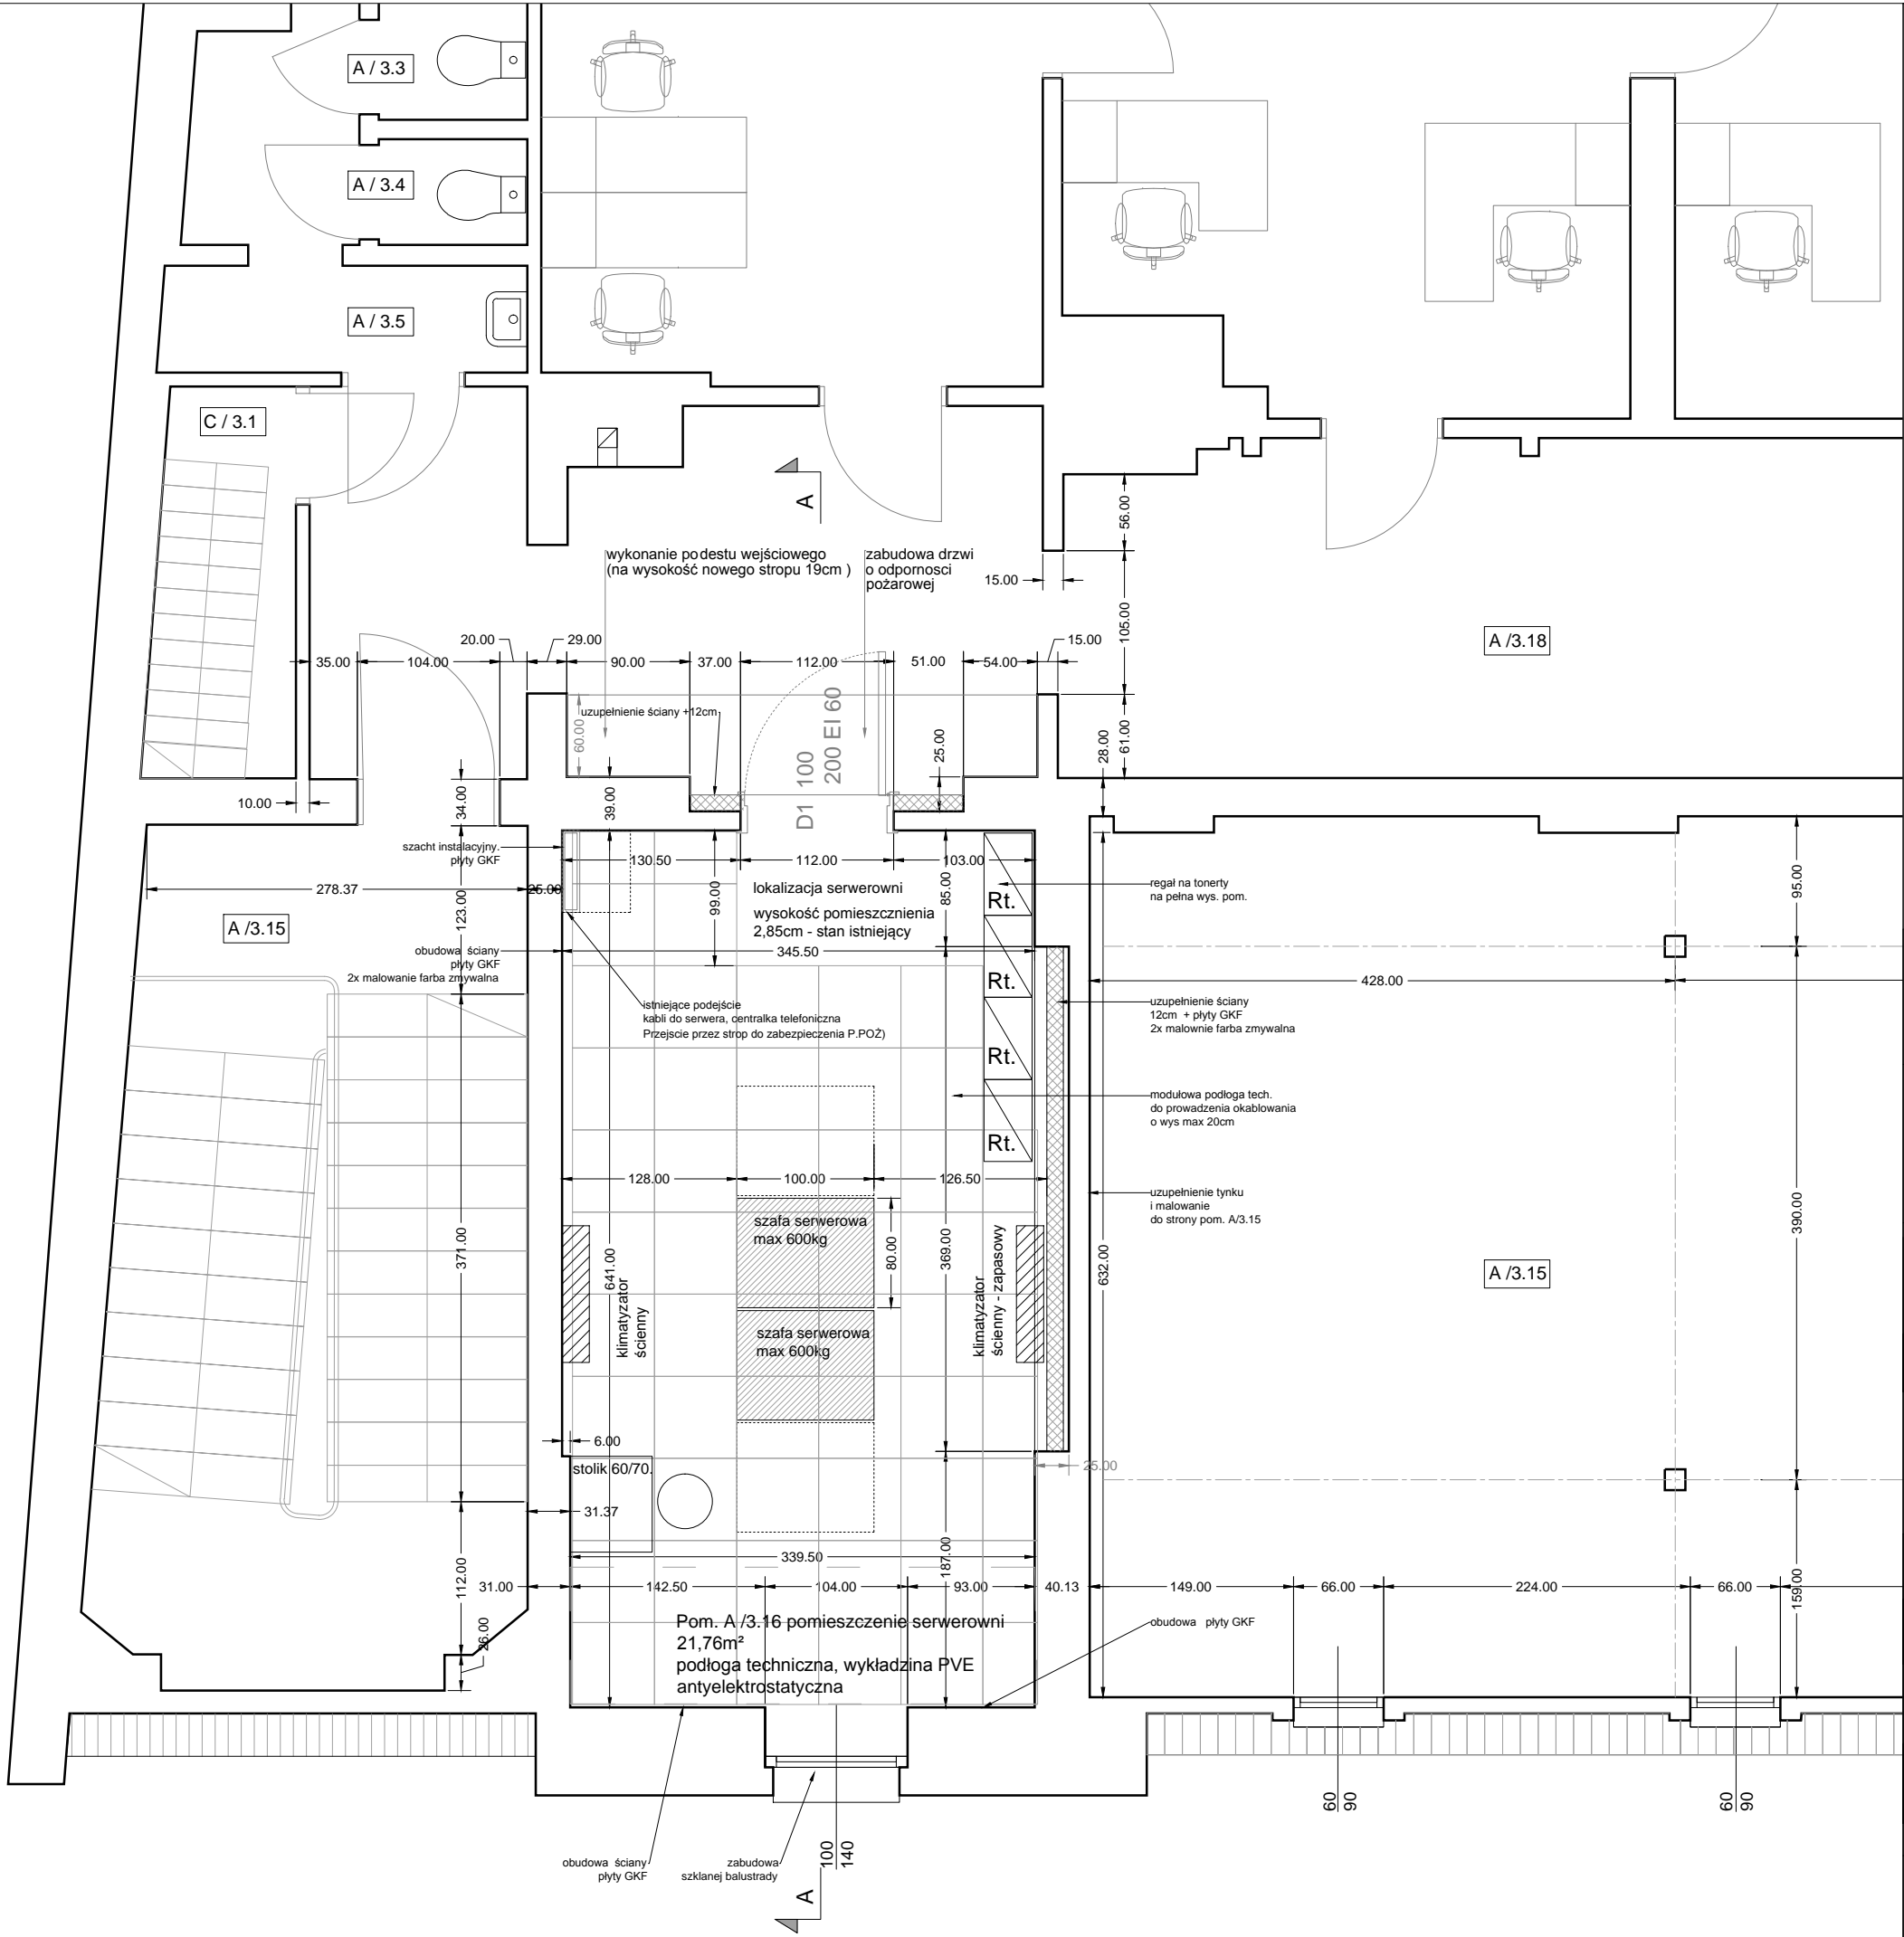 A / 3.3
A / 3.4
A / 3.5
C / 3.1
A
wykonanie podestu wejściowego
(na wysokość nowego stropu 19cm )
zabudowa drzwi
o odpornosci
pożarowej
15.00
56.00
105.00
61.00
28.00
A /3.18
20.00
29.00
15.00
35.00
104.00
90.00
37.00
112.00
51.00
54.00
uzupełnienie ściany +12cm
60.00
D1 100
200 EI 60
25.00
10.00
34.00
39.00
szacht instalacyjny.
płyty GKF
130.50
112.00
103.00
278.37
25.00
123.00
99.00
85.00
lokalizacja serwerowni
wysokość pomieszcznienia
2,85cm - stan istniejący
Rt.
regał na tonerty
na pełna wys. pom.
95.00
A /3.15
obudowa ściany
płyty GKF
2x malowanie farba zmywalna
345.50
Rt.
428.00
istniejące podejście
kabli do serwera, centralka telefoniczna
Przejscie przez strop do zabezpieczenia P.POŻ)
uzupełnienie ściany
12cm + płyty GKF
2x malownie farba zmywalna
Rt.
modułowa podłoga tech.
do prowadzenia okablowania
o wys max 20cm
Rt.
128.00
100.00
126.50
uzupełnienie tynku
i malowanie
do strony pom. A/3.15
szafa serwerowa
max 600kg
80.00
371.00
641.00
369.00
632.00
390.00
A /3.15
klimatyzator
ścienny
klimatyzator
ścienny - zapasowy
szafa serwerowa
max 600kg
6.00
stolik 60/70.
25.00
31.37
339.50
187.00
112.00
31.00
142.50
104.00
93.00
40.13
149.00
66.00
224.00
66.00
159.00
26.00
Pom. A /3.16 pomieszczenie serwerowni
21,76m²
podłoga techniczna, wykładzina PVE
antyelektrostatyczna
obudowa płyty GKF
60
90
60
90
100
140
obudowa ściany
płyty GKF
zabudowa
szklanej balustrady
A